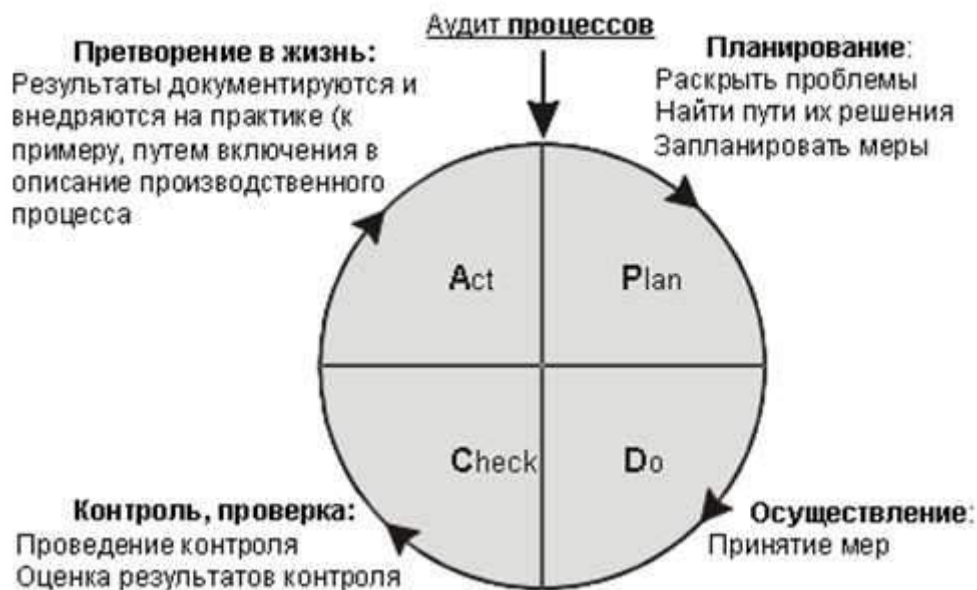 Аудит процессов
Претворение в жизнь:
Результаты документируются и
внедряются на практике (к
примеру, путем включения в
описание производственного
процесса
Планирование:
Раскрыть проблемы
Найти пути их решения
Запланировать меры
Act
Plan
Check
Do
Контроль, проверка:
Проведение контроля
Оценка результатов контроля
Осуществление:
Принятие мер